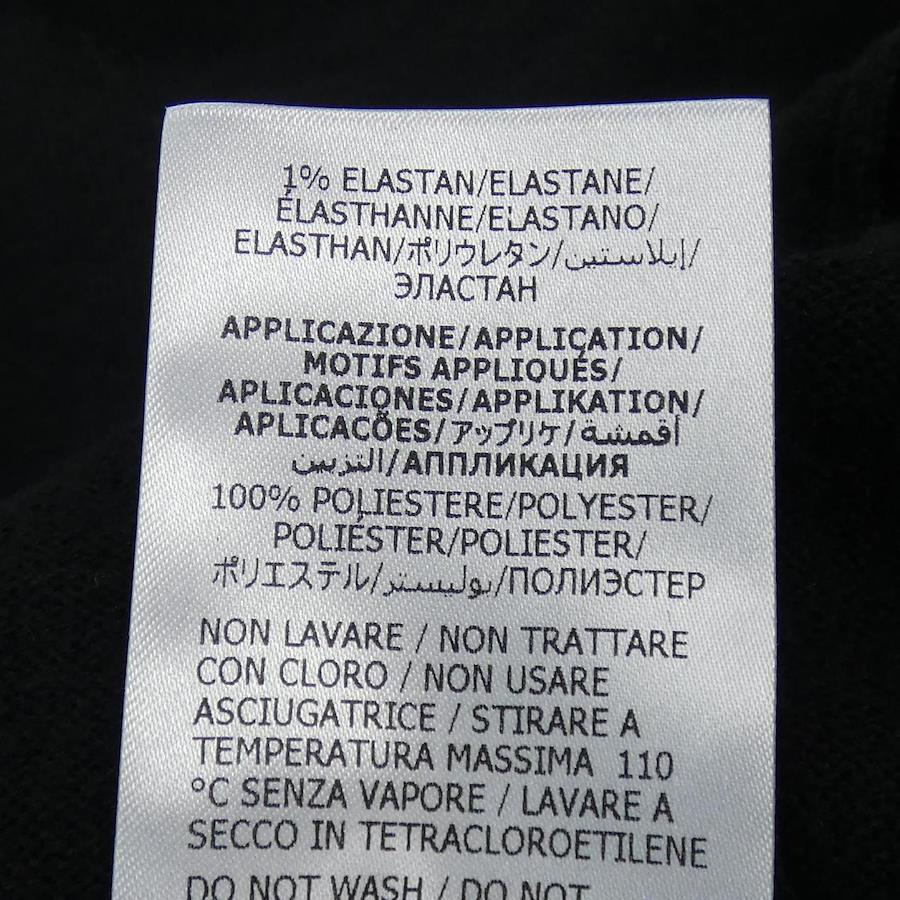 1% ELASTAN/ELASTANE/
ÉLASTHANNE/ELASTANO/
ELASTHAN/ポリウレタン/إيلاستين/
ЭЛАСТАН
APPLICAZIONE/APPLICATION/
MOTIFS APPLIQUÉS/
APLICACIONES/APPLIKATION/
APLICACÕES/アップリケ/أقمشة
التزيين/АППЛИКАЦИЯ
100% POLIESTERE/POLYESTER/
POLIÉSTER/POLIESTER/
ポリエステル/بوليستر/ПОЛИЭСТЕР
NON LAVARE / NON TRATTARE
CON CLORO / NON USARE
ASCIUGATRICE / STIRARE A
TEMPERATURA MASSIMA 110
°C SENZA VAPORE / LAVARE A
SECCO IN TETRACLOROETILENE
DO NOT WASH / DO NOT